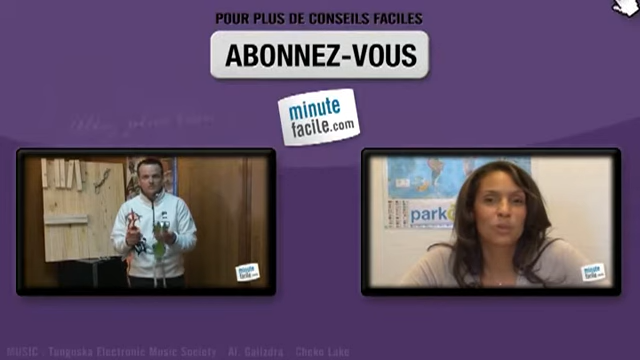 POUR PLUS DE CONSEILS FACILES
ABONNEZ-VOUS
minute
facile.com
park
minute
facile.com
minute
facile.com
MUSIC - Tunguska Electronic Music Society - Al. Galizdra - Cheko Lake